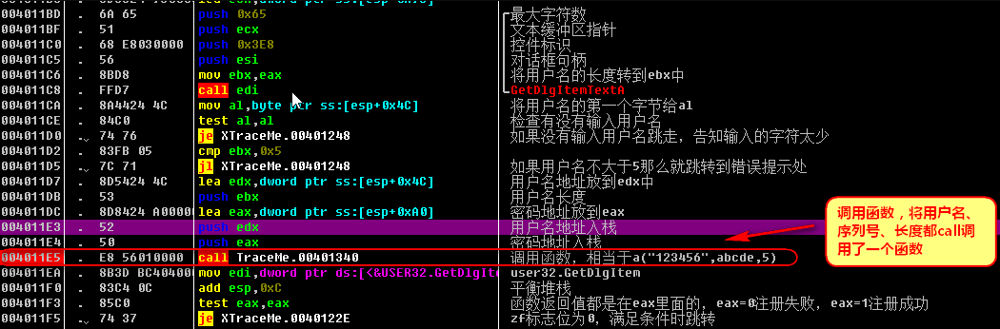 004011BD . 6A 65 push 0x65 最大字符数
004011BF . 51 push ecx 文本缓冲区指针
004011C0 . 68 E8030000 push 0x3E8 控件标识
004011C5 . 56 push esi 对话框句柄
004011C6 . 8BD8 mov ebx,eax 将用户名的长度转到ebx中
004011C8 . FFD7 call edi GetDlgItemTextA
004011CA . 8A4424 4C mov al,byte ptr ss:[esp+0x4C] 将用户名的第一个字节给al
004011CE . 84C0 test al,al 检查有没有输入用户名
004011D0 . 74 76 je XTraceMe.00401248 如果没有输入用户名跳走，告知输入的字符太少
004011D2 . 83FB 05 cmp ebx,0x5
004011D5 . 7C 71 jl XTraceMe.00401248 如果用户名不大于5那么就跳转到错误提示处
004011D7 . 8D5424 4C lea edx,dword ptr ss:[esp+0x4C] 用户名地址放到edx中
004011DB . 53 push ebx 用户名长度
004011DC . 8D8424 A00000 lea eax,dword ptr ss:[esp+0xA0] 密码地址放到eax
004011E3 . 52 push edx 用户名地址入栈
004011E4 . 50 push eax 密码地址入栈
004011E5 . E8 56010000 call TraceMe.00401340 调用函数，相当于a("123456",abcde,5)
004011EA . 8B3D BC404000 mov edi,dword ptr ds:[<&USER32.GetDlgIte user32.GetDlgItem
004011F0 . 83C4 0C add esp,0xC 平衡堆栈
004011F3 . 85C0 test eax,eax 函数返回值都是在eax里面的，eax=0注册失败，eax=1注册成功
004011F5 . 74 37 je XTraceMe.0040122E zf标志位为0，满足条件时跳转
调用函数，将用户名、
序列号、长度都call调
用了一个函数